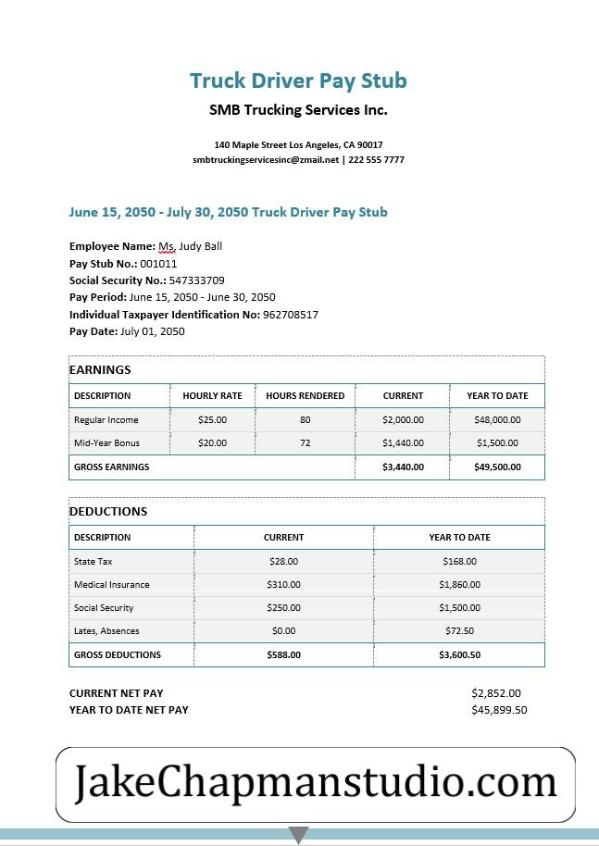 Truck Driver Pay Stub
SMB Trucking Services Inc.
140 Maple Street Los Angeles, CA 90017
smbtruckingservicesinc@zmail.net | 222 555 7777
June 15, 2050 - July 30, 2050 Truck Driver Pay Stub
Employee Name: Ms, Judy Ball
Pay Stub No.: 001011
Social Security No.: 547333709
Pay Period: June 15, 2050 - June 30, 2050
Individual Taxpayer Identification No: 962708517
Pay Date: July 01, 2050
EARNINGS
DESCRIPTION HOURLY RATE HOURS RENDERED CURRENT YEAR TO DATE
Regular Income $25.00 80 $2,000.00 $48,000.00
Mid-Year Bonus $20.00 72 $1,440.00 $1,500.00
GROSS EARNINGS $3,440.00 $49,500.00
DEDUCTIONS
DESCRIPTION CURRENT YEAR TO DATE
State Tax $28.00 $168.00
Medical Insurance $310.00 $1,860.00
Social Security $250.00 $1,500.00
Lates, Absences $0.00 $72.50
GROSS DEDUCTIONS $588.00 $3,600.50
CURRENT NET PAY $2,852.00
YEAR TO DATE NET PAY $45,899.50
JakeChapmanstudio.com